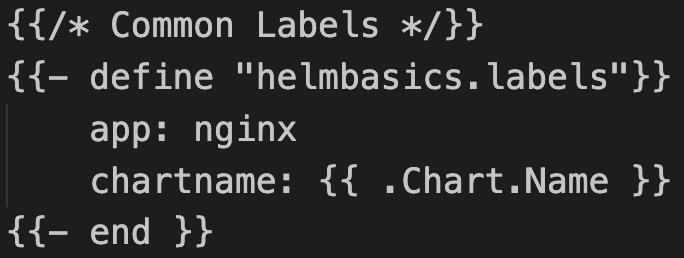 {{/* Common Labels */}}
{{- define "helmbasics.labels"}}
    app: nginx
    chartname: {{ .Chart.Name }}
{{- end }}